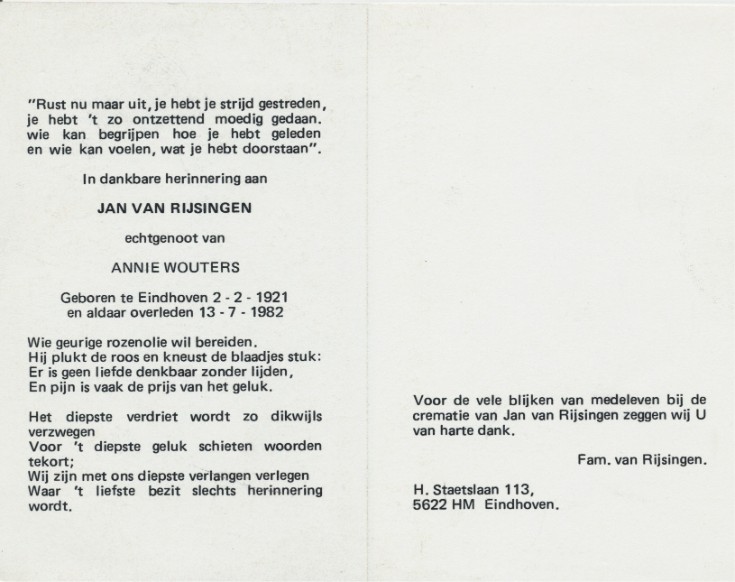 "Rust nu maar uit, je hebt je strijd gestreden,
je hebt 't zo ontzettend moedig gedaan.
wie kan begrijpen hoe je hebt geleden
en wie kan voelen, wat je hebt doorstaan".
In dankbare herinnering aan
JAN VAN RIJSINGEN
echtgenoot van
ANNIE WOUTERS
Geboren te Eindhoven 2 - 2 - 1921
en aldaar overleden 13 - 7 - 1982
Wie geurige rozenolie wil bereiden.
Hij plukt de roos en kneust de blaadjes stuk:
Er is geen liefde denkbaar zonder lijden,
En pijn is vaak de prijs van het geluk.
Het diepste verdriet wordt zo dikwijls
verzwegen
Voor 't diepste geluk schieten woorden
tekort;
Wij zijn met ons diepste verlangen verlegen
Waar 't liefste bezit slechts herinnering
wordt.
Voor de vele blijken van medeleven bij de
crematie van Jan van Rijsingen zeggen wij U
van harte dank.
Fam. van Rijsingen.
H. Staetslaan 113,
5622 HM Eindhoven.